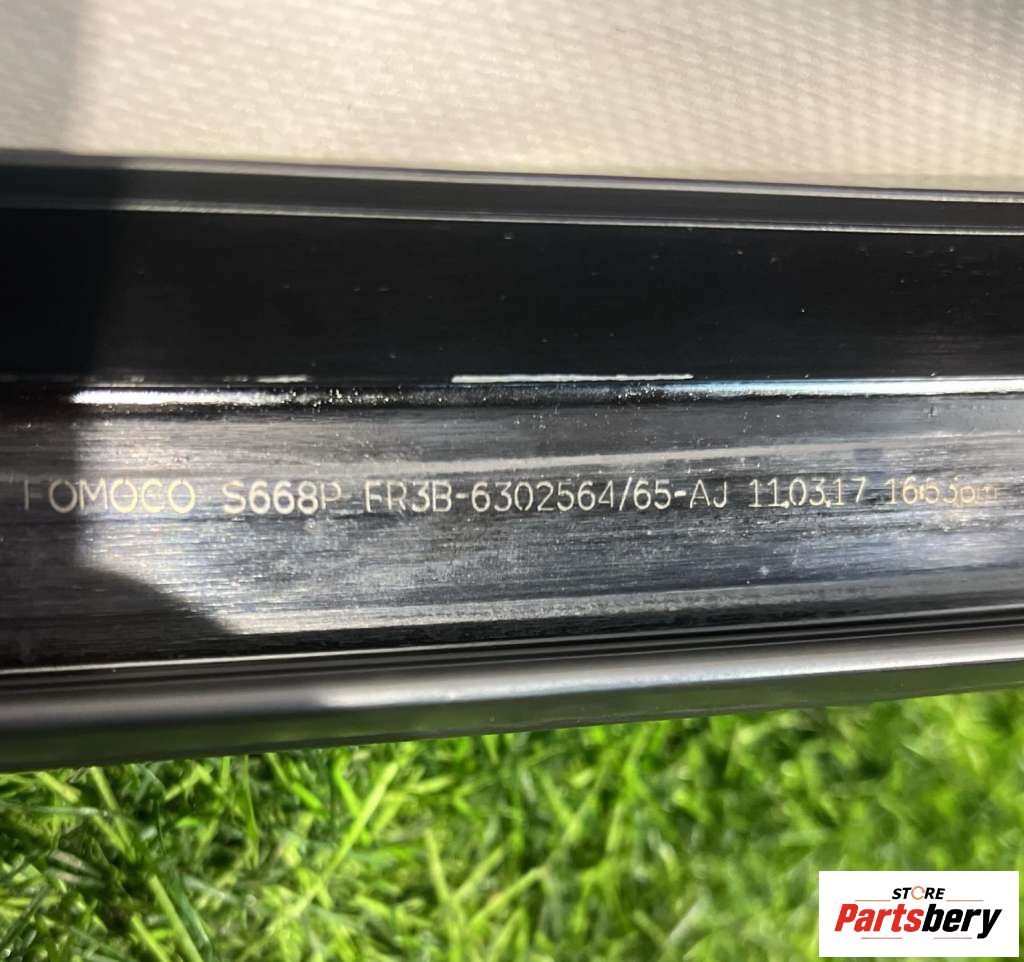 FOMOCO S668P FR3B-6302564/65-AJ 11.03.17
STORE
Partsbery